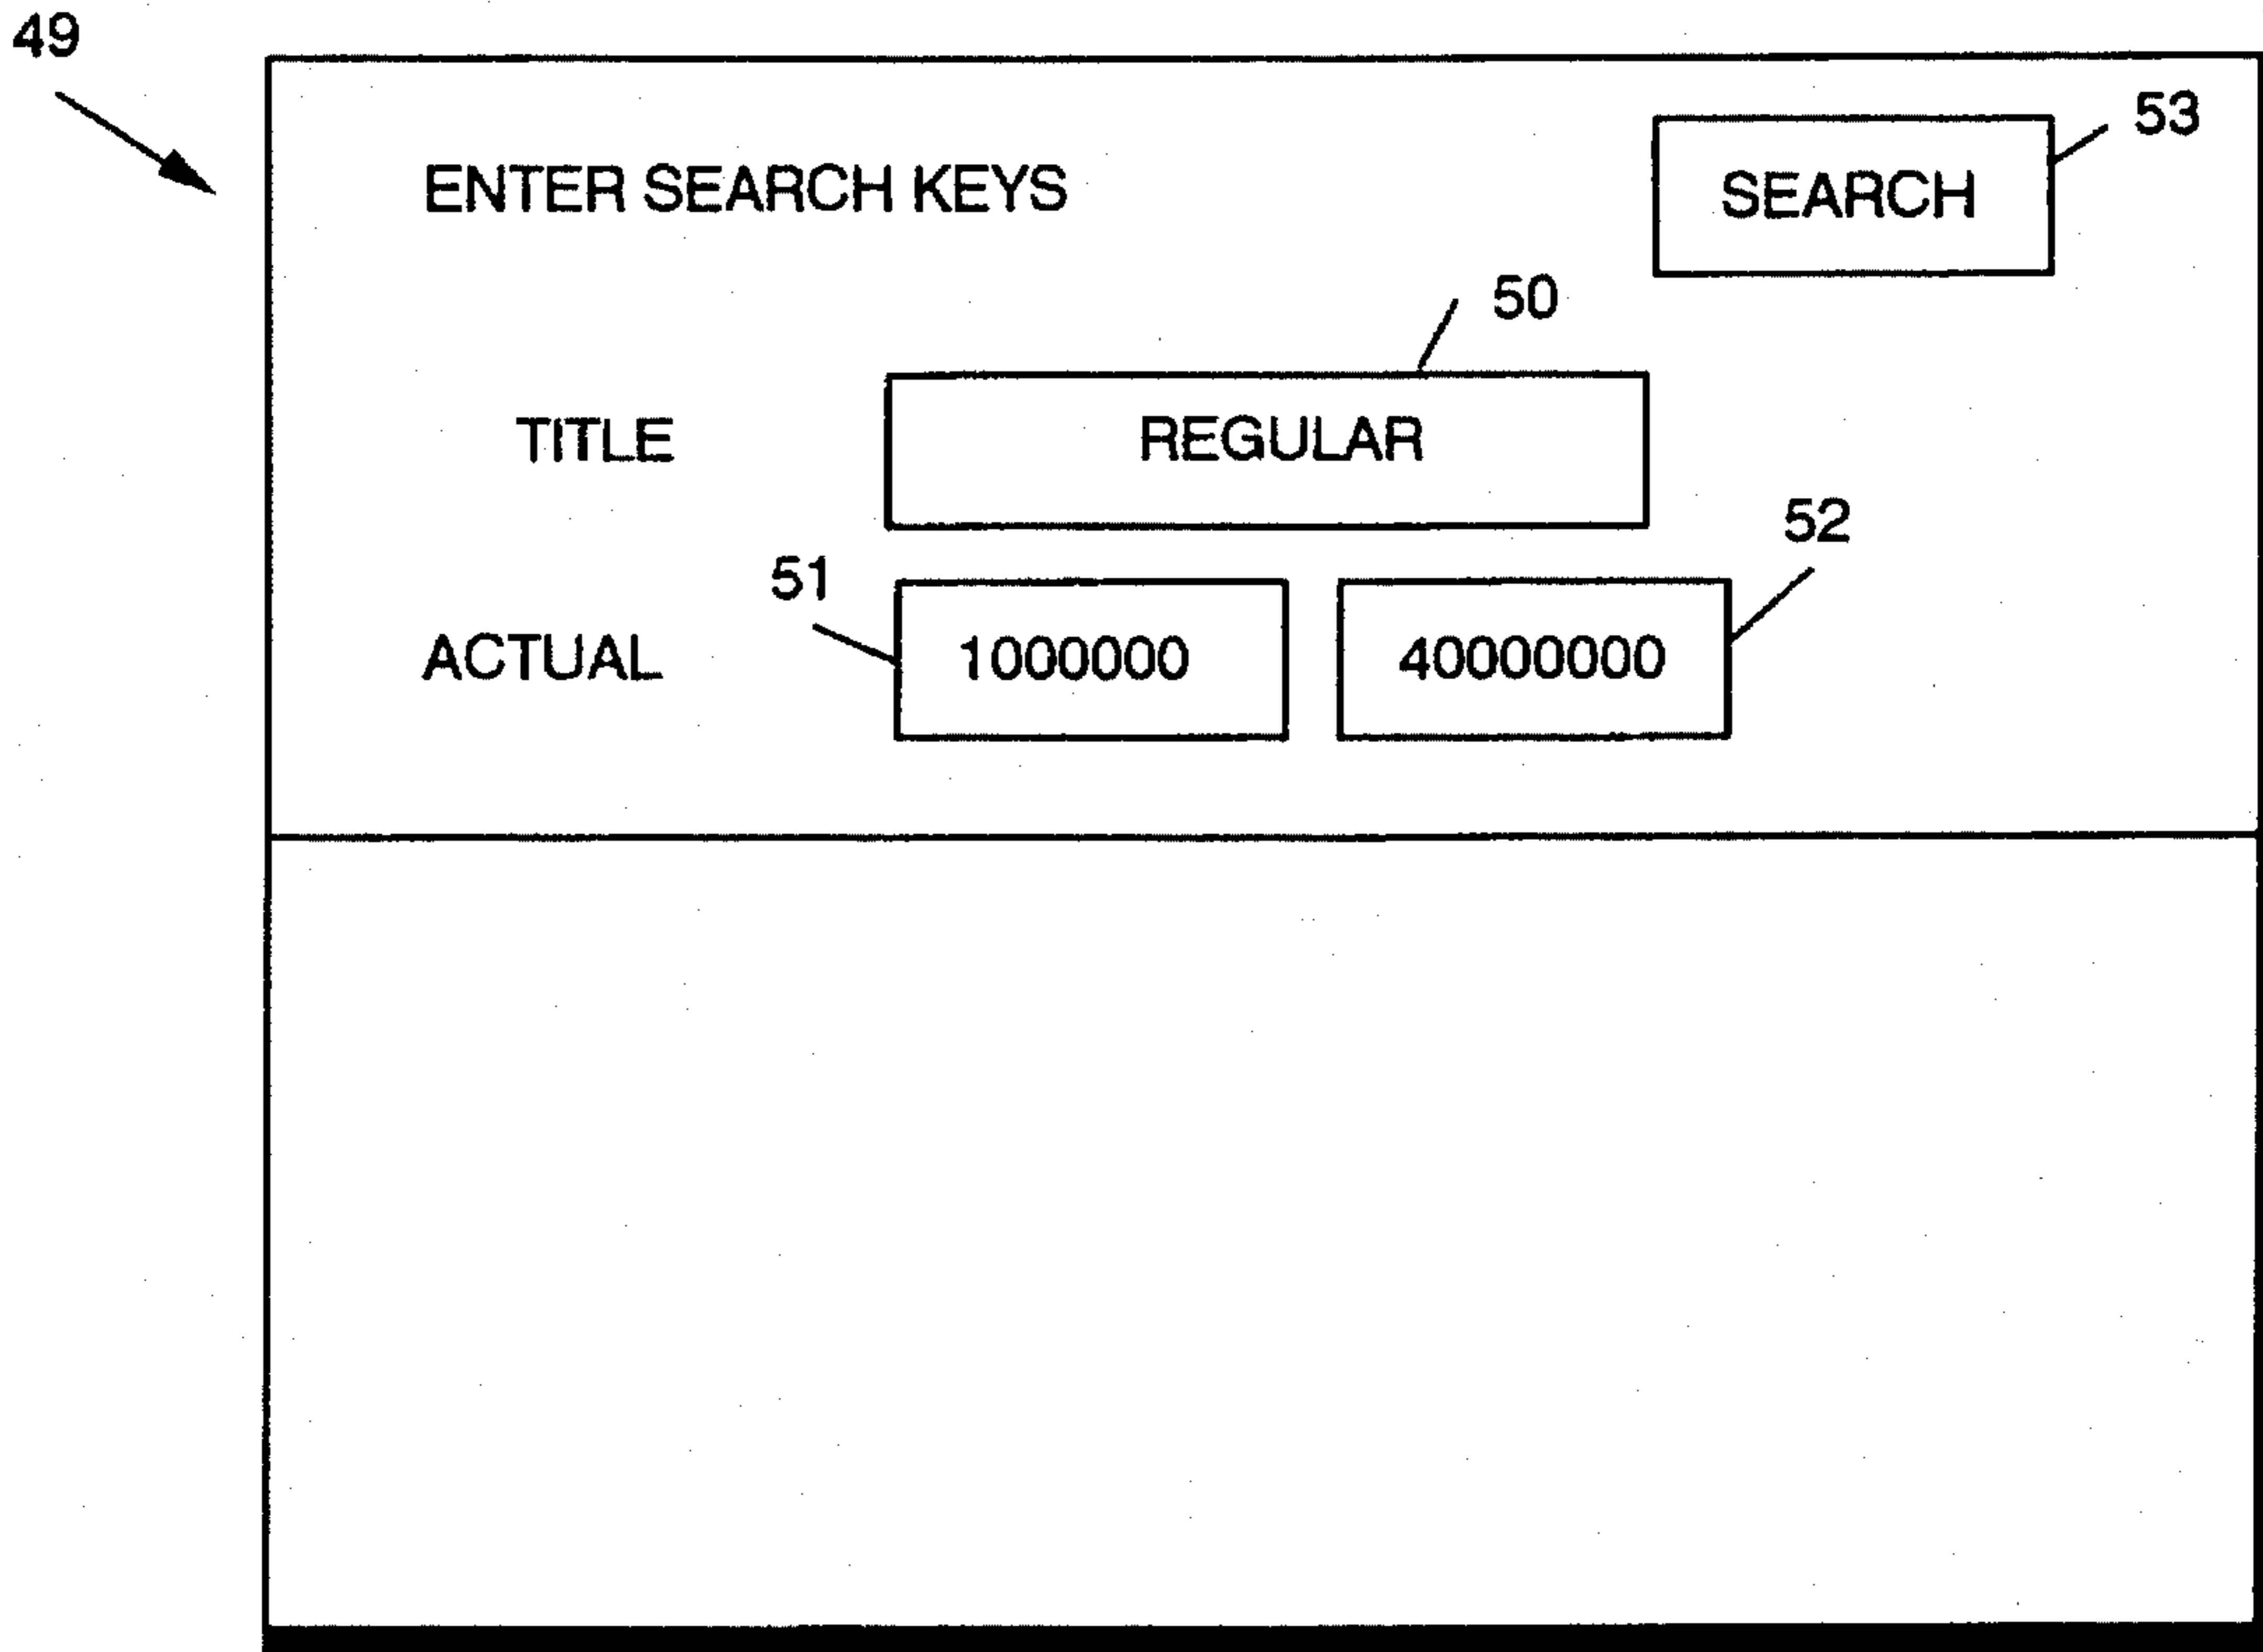 49
53
ENTER SEARCH KEYS SEARCH
50
TITLE REGULAR
52
51
ACTUAL 1000000 40000000